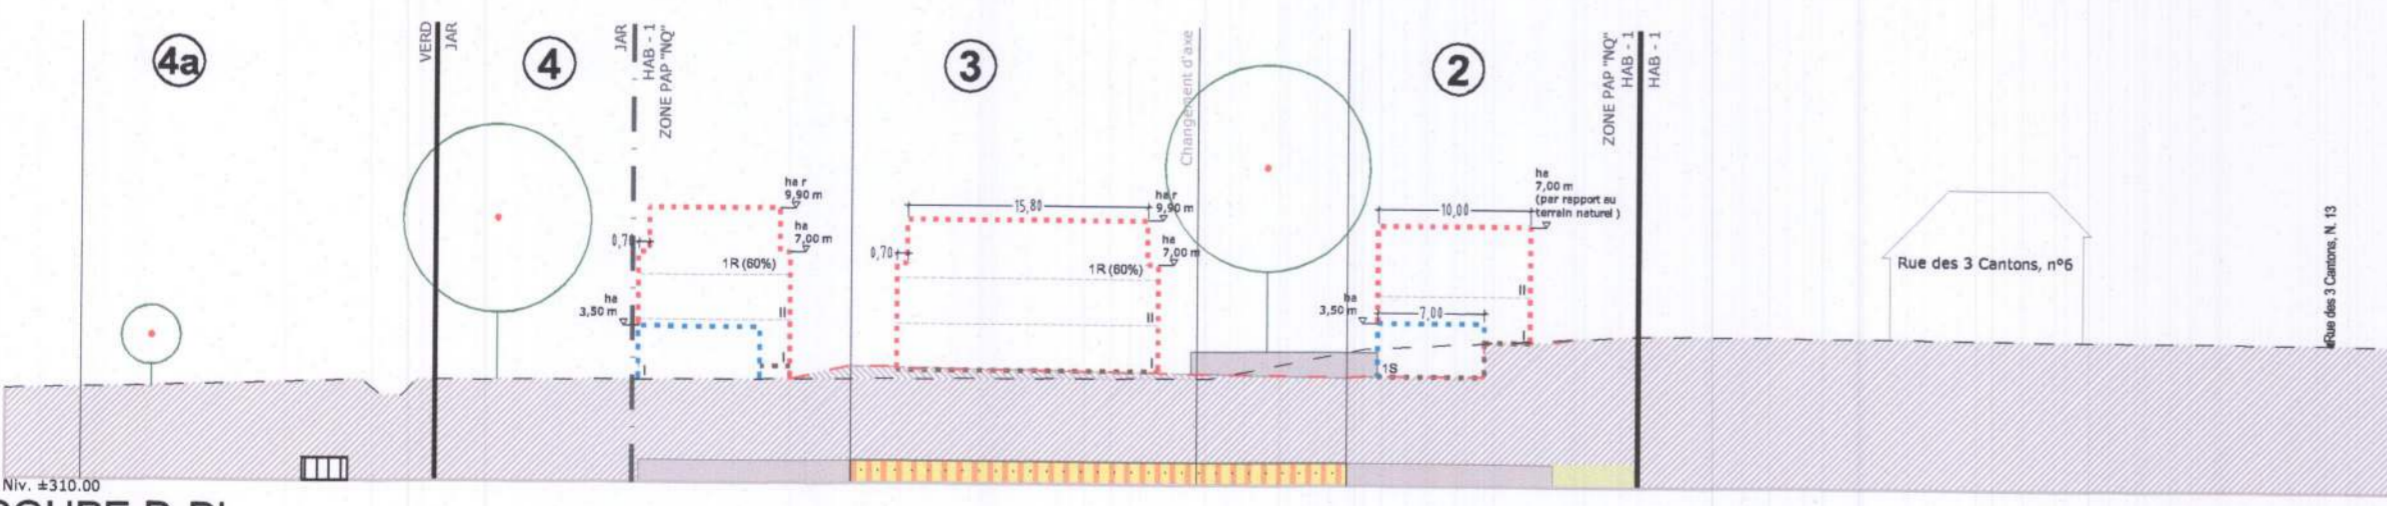 4a
VERD
JAR
4
JAR
HAB - 1
ZONE PAP "NQ"
3
Changement d'axe
2
ZONE PAP "NQ"
HAB - 1
HAB - 1
ha r
9,90 m
0,70
ha
7,00 m
1R (60%)
ha
3,50 m
II
I
I
15,80
ha r
9,90 m
0,70
ha
7,00 m
1R (60%)
II
I
10,00
ha
7,00 m
(par rapport au
terrain naturel )
II
ha
3,50 m
7,00
I
1S
Rue des 3 Cantons, n°6
Rue des 3 Cantons, N. 13
Niv. ±310.00